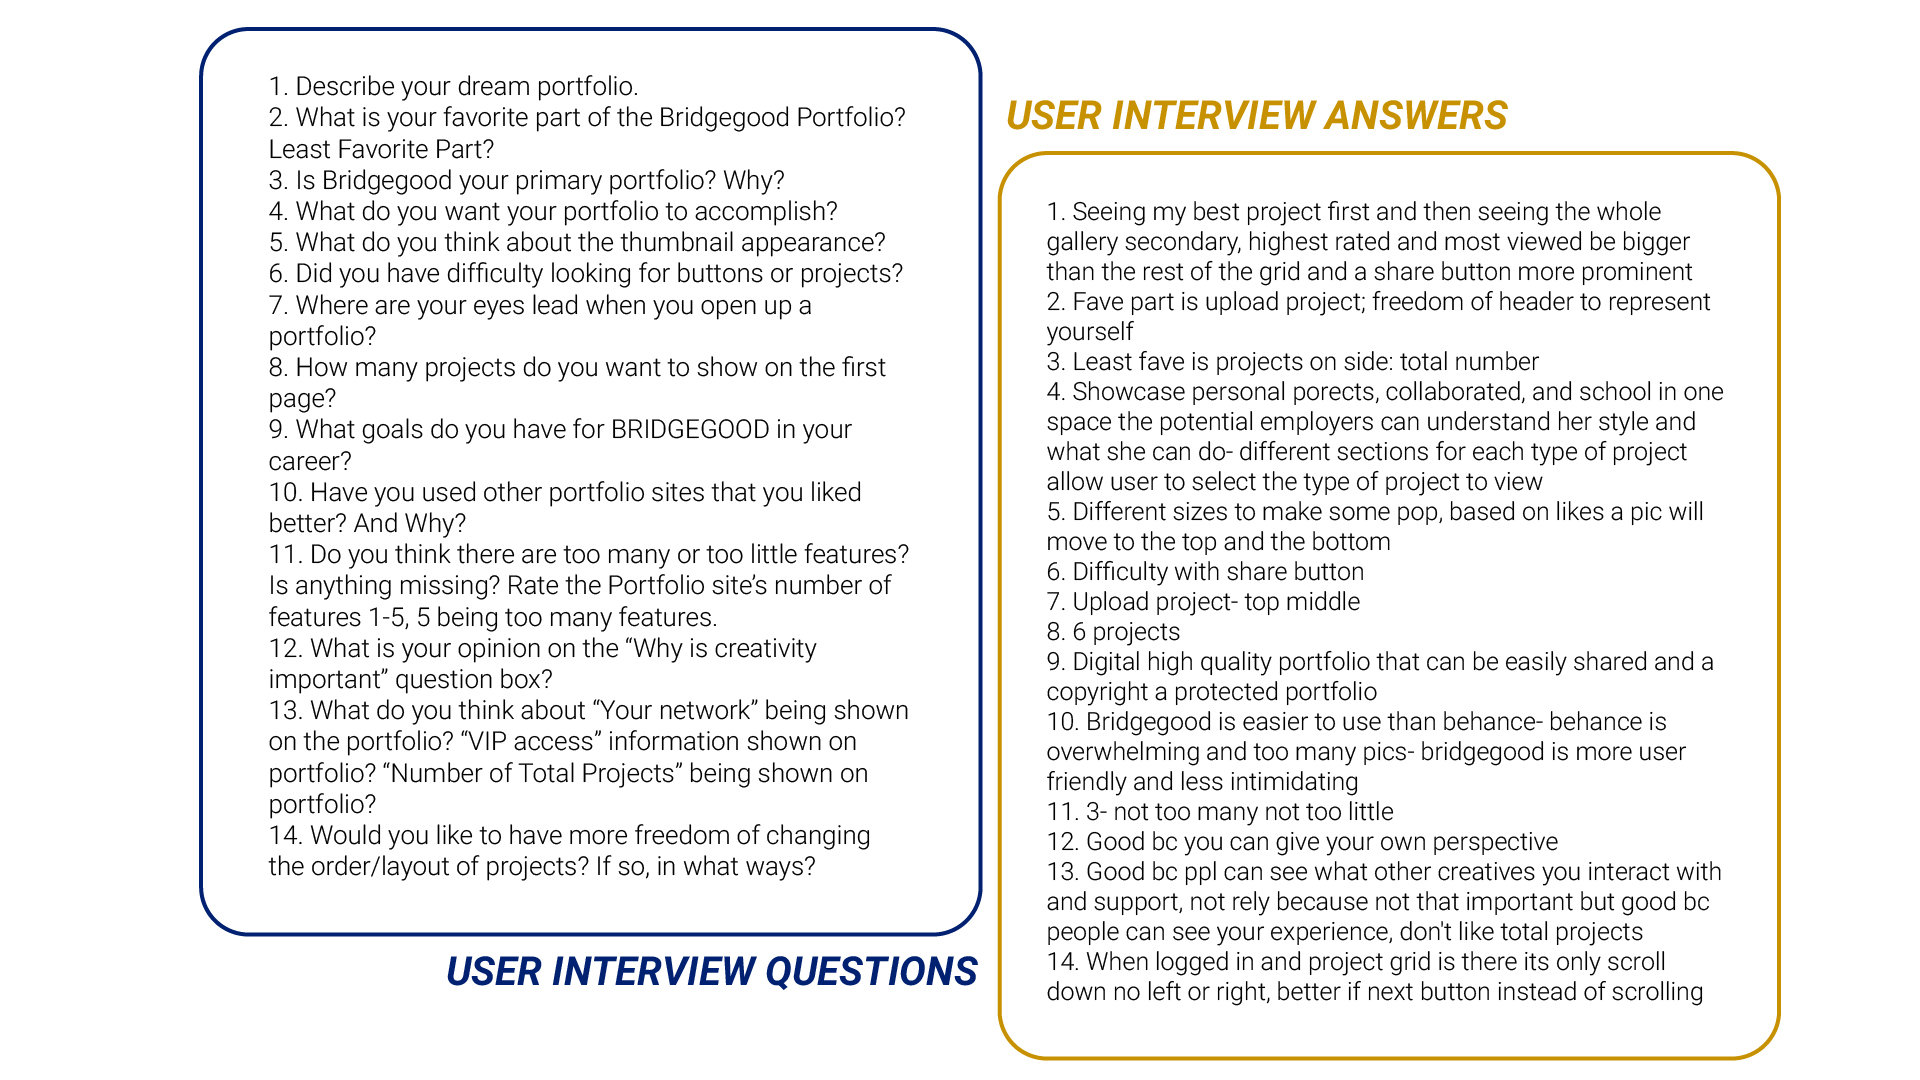 1. Describe your dream portfolio.
2. What is your favorite part of the Bridgegood Portfolio?
Least Favorite Part?
3. Is Bridgegood your primary portfolio? Why?
4. What do you want your portfolio to accomplish?
5. What do you think about the thumbnail appearance?
6. Did you have difficulty looking for buttons or projects?
7. Where are your eyes lead when you open up a
portfolio?
8. How many projects do you want to show on the first
page?
9. What goals do you have for BRIDGEGOOD in your
career?
10. Have you used other portfolio sites that you liked
better? And Why?
11. Do you think there are too many or too little features?
Is anything missing? Rate the Portfolio site’s number of
features 1-5, 5 being too many features.
12. What is your opinion on the “Why is creativity
important” question box?
13. What do you think about “Your network” being shown
on the portfolio? “VIP access” information shown on
portfolio? “Number of Total Projects” being shown on
portfolio?
14. Would you like to have more freedom of changing
the order/layout of projects? If so, in what ways?
USER INTERVIEW QUESTIONS
USER INTERVIEW ANSWERS
1. Seeing my best project first and then seeing the whole
gallery secondary, highest rated and most viewed be bigger
than the rest of the grid and a share button more prominent
2. Fave part is upload project; freedom of header to represent
yourself
3. Least fave is projects on side: total number
4. Showcase personal porects, collaborated, and school in one
space the potential employers can understand her style and
what she can do- different sections for each type of project
allow user to select the type of project to view
5. Different sizes to make some pop, based on likes a pic will
move to the top and the bottom
6. Difficulty with share button
7. Upload project- top middle
8. 6 projects
9. Digital high quality portfolio that can be easily shared and a
copyright a protected portfolio
10. Bridgegood is easier to use than behance- behance is
overwhelming and too many pics- bridgegood is more user
friendly and less intimidating
11. 3- not too many not too little
12. Good bc you can give your own perspective
13. Good bc ppl can see what other creatives you interact with
and support, not rely because not that important but good bc
people can see your experience, don't like total projects
14. When logged in and project grid is there its only scroll
down no left or right, better if next button instead of scrolling